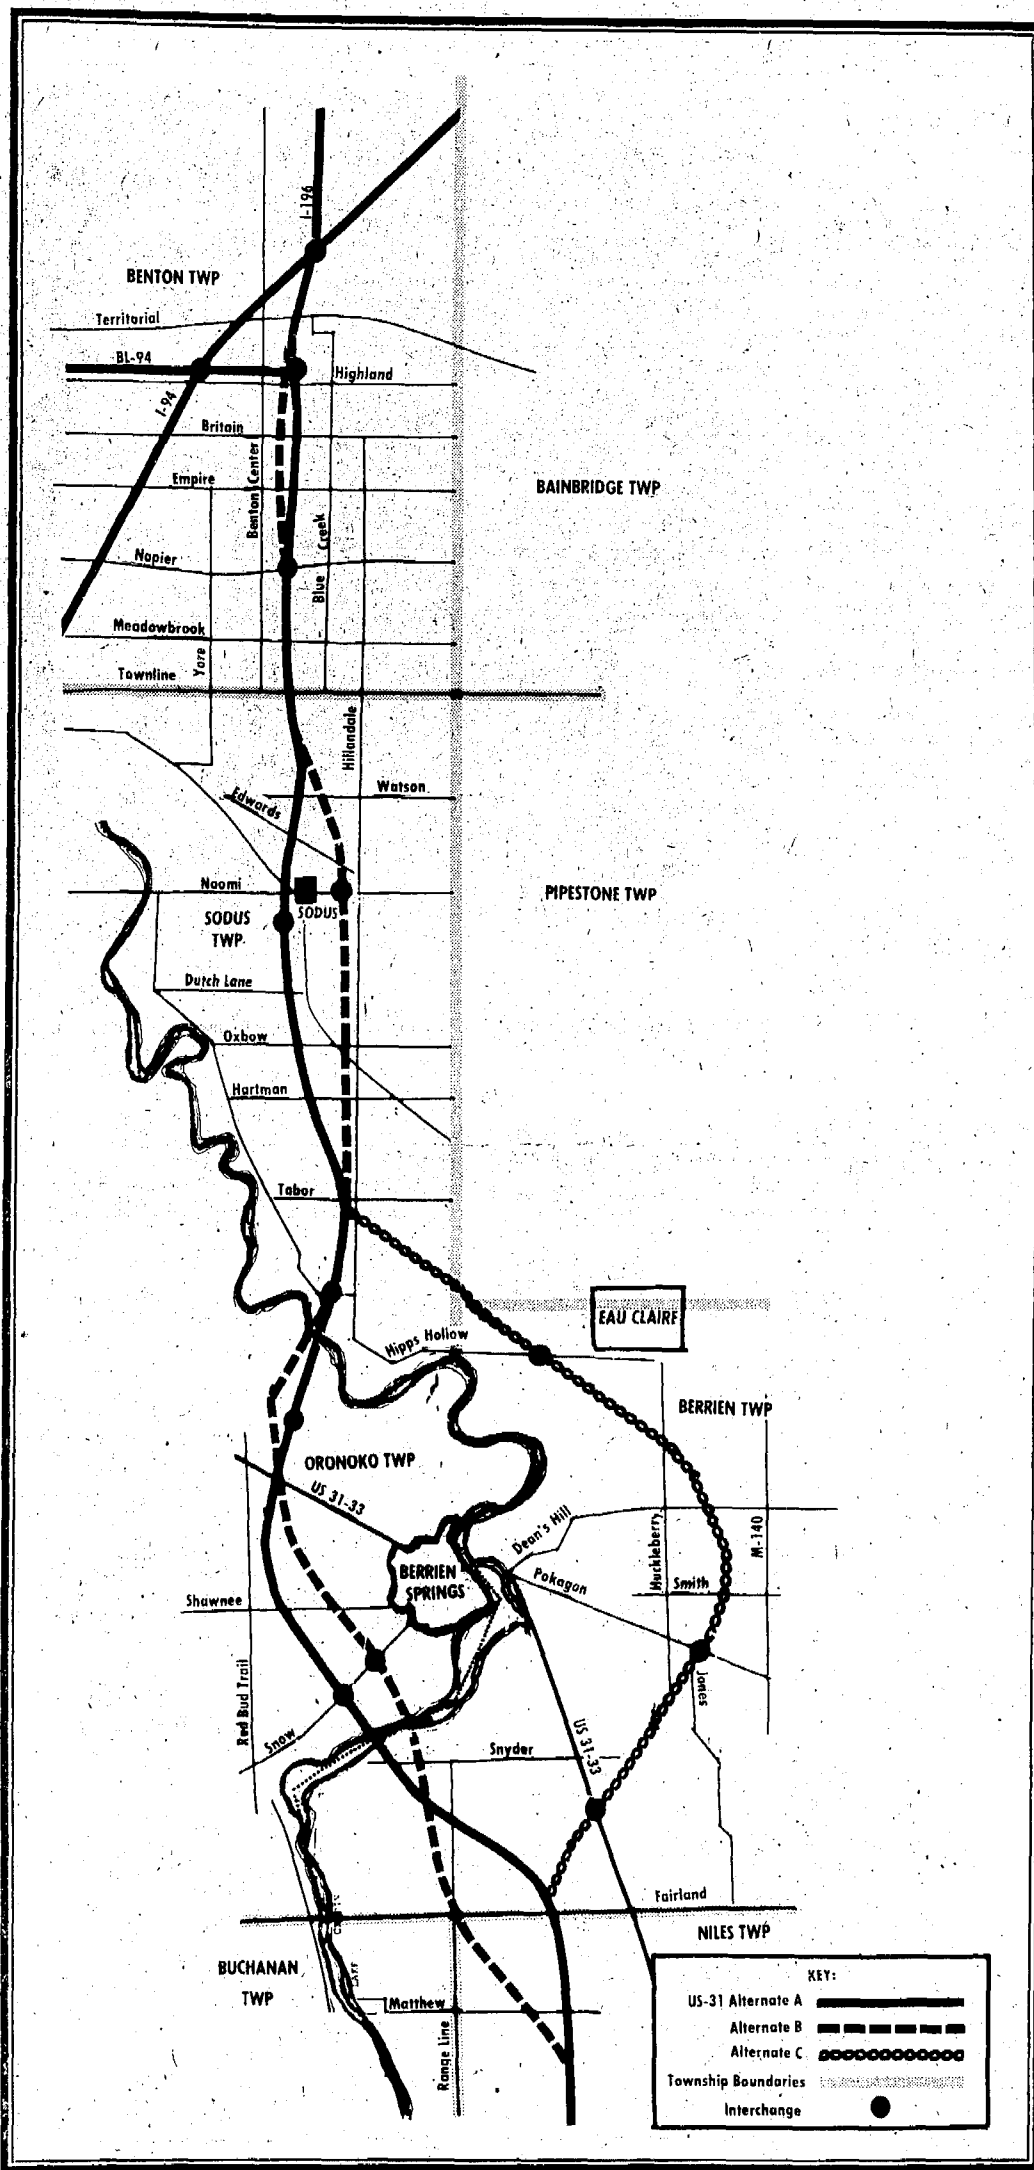 I-196
BENTON TWP
Territorial
BL-94
Highland
I-94
Britain
Benton Center
Empire
BAINBRIDGE TWP
Blue Creek
Napier
Meadowbrook
Yore
Townline
Hillandale
Watson
Edwards
Naomi
SODUS
PIPESTONE TWP
SODUS
TWP.
Dutch Lane
Oxbow
Hartman
Tabor
EAU CLAIRE
Hipps Hollow
BERRIEN TWP
ORONOKO TWP
US 31-33
Dean's Hill
Huckleberry
M-140
BERRIEN
SPRINGS
Pokagon
Smith
Shawnee
Red Bud Trail
Jones
Snow
US 31-33
Snyder
Fairland
NILES TWP
BUCHANAN
TWP
Matthew
Range Line
KEY:
US-31 Alternate A
Alternate B
Alternate C
Township Boundaries
Interchange